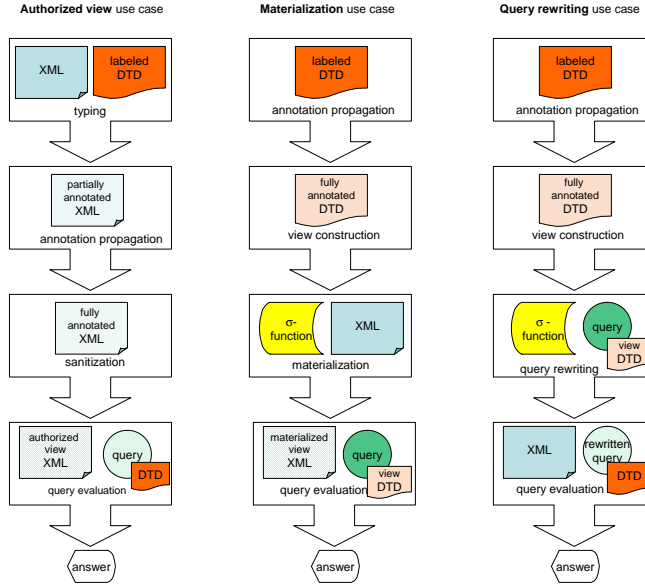 Authorized view use case
XML
labeled
DTD
typing
partially
annotated
XML
annotation propagation
fully
annotated
XML
sanitization
authorized
view
XML
query
DTD
query evaluation
answer
Materialization use case
labeled
DTD
annotation propagation
fully
annotated
DTD
view construction
σ-
function
XML
materialization
materialized
view
XML
query
view
DTD
query evaluation
answer
Query rewriting use case
labeled
DTD
annotation propagation
fully
annotated
DTD
view construction
σ -
function
query
view
DTD
query rewriting
XML
rewritten
query
DTD
query evaluation
answer